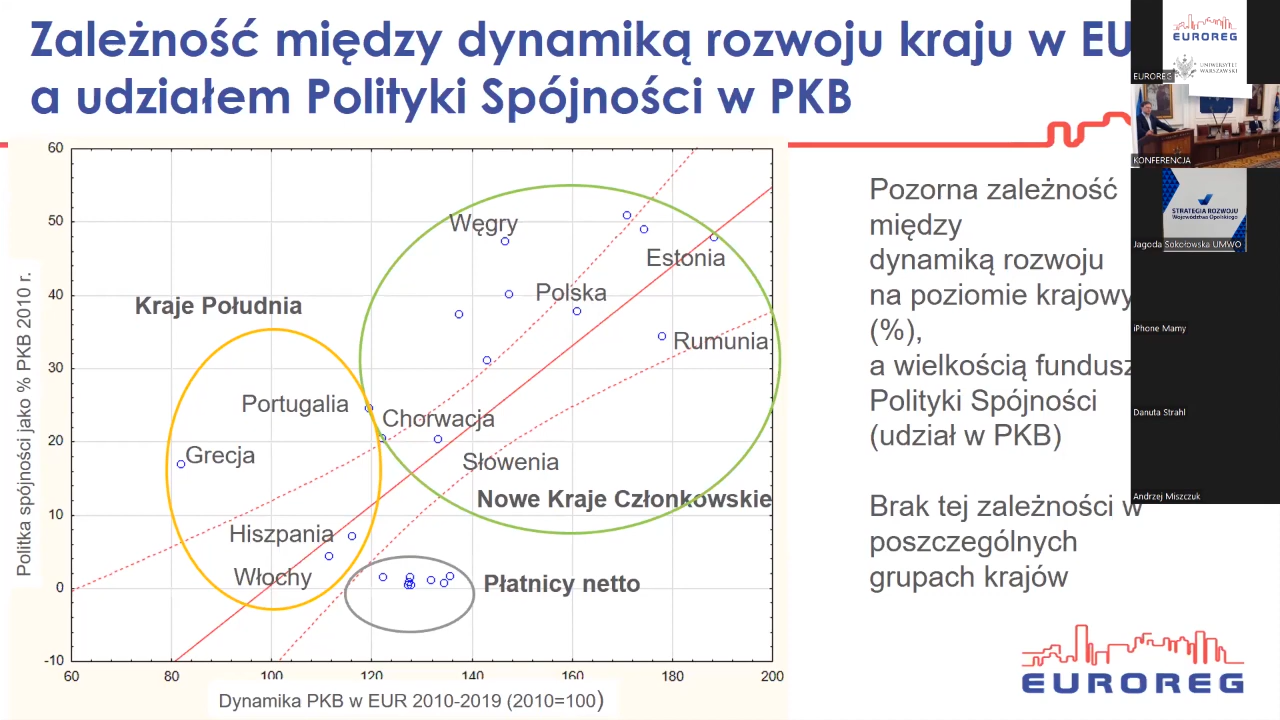 Zależność między dynamiką rozwoju kraju w EU
a udziałem Polityki Spójności w PKB
EUROREG
UNIWERSYTET
WARSZAWSKI
EUROREG
KONFERENCJA
STRATEGIA ROZWOJU
Województwa Opolskiego
Jagoda Sokołowska UMWO
iPhone Mamy
Danuta Strahl
Andrzej Miszczuk
Politka spójności jako % PKB 2010 r.
60
50
40
30
20
10
0
-10
Węgry
Estonia
Polska
Kraje Południa
Rumunia
Portugalia
Chorwacja
Grecja
Słowenia
Nowe Kraje Członkowskie
Hiszpania
Włochy
Płatnicy netto
60 80 100 120 140 160 180 200
Dynamika PKB w EUR 2010-2019 (2010=100)
Pozorna zależność
między
dynamiką rozwoju
na poziomie krajowy
(%),
a wielkością fundusz
Polityki Spójności
(udział w PKB)
Brak tej zależności w
poszczególnych
grupach krajów
EUROREG